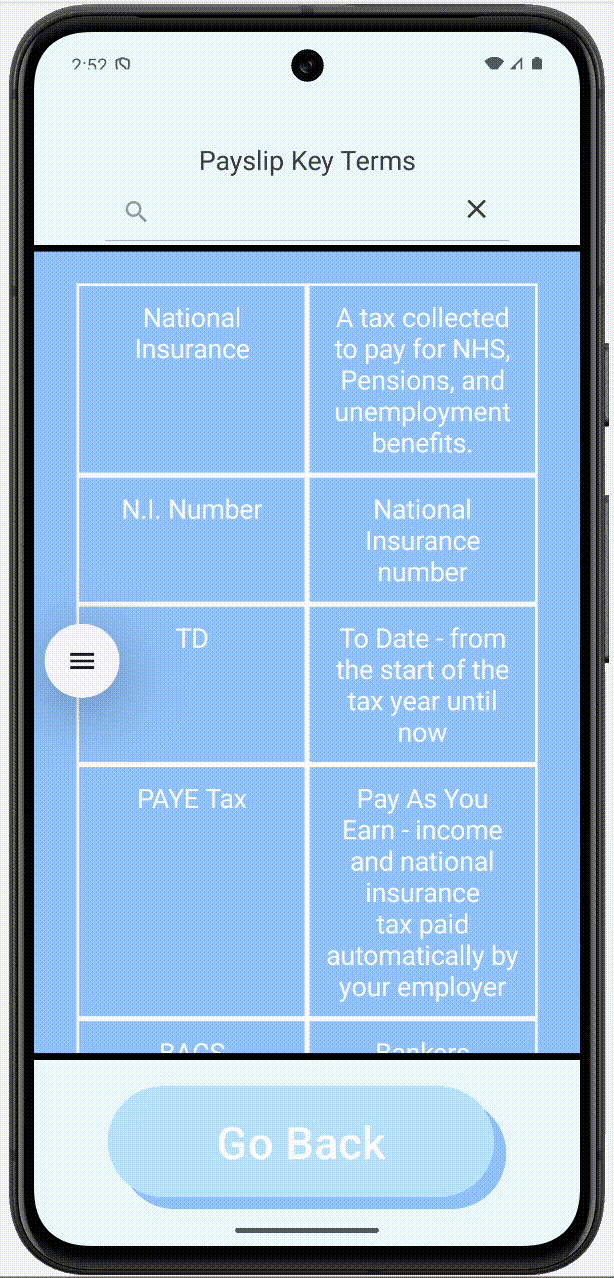 2:52
Payslip Key Terms
National
Insurance
A tax collected
to pay for NHS,
Pensions, and
unemployment
benefits.
N.I. Number
National
Insurance
number
TD
To Date - from
the start of the
tax year until
now
PAYE Tax
Pay As You
Earn - income
and national
insurance
tax paid
automatically by
your employer
BACS
Bankers
Go Back